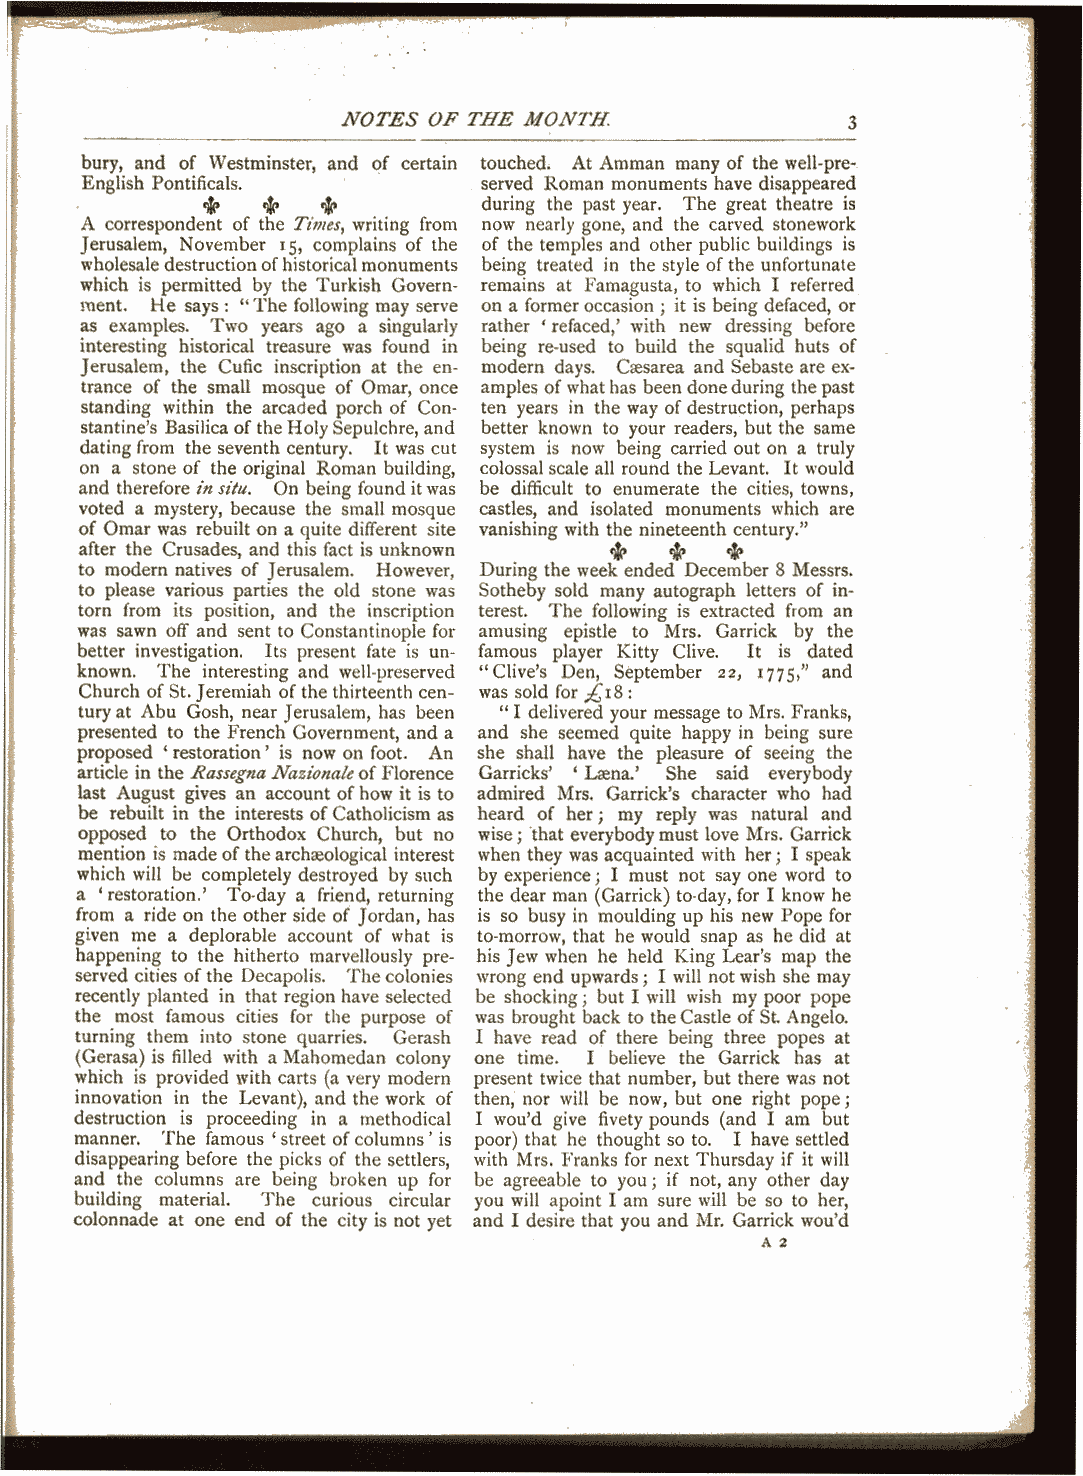 NOTES OF THE MONTH. 3
bury, and of Westminster, and of certain
English Pontificals.
A correspondent of the Times, writing from
Jerusalem, November 15, complains of the
wholesale destruction of historical monuments
which is permitted by the Turkish Govern-
ment. He says : “The following may serve
as examples. Two years ago a singularly
interesting historical treasure was found in
Jerusalem, the Cufic inscription at the en-
trance of the small mosque of Omar, once
standing within the arcaded porch of Con-
stantine's Basilica of the Holy Sepulchre, and
dating from the seventh century. It was cut
on a stone of the original Roman building,
and therefore in situ. On being found it was
voted a mystery, because the small mosque
of Omar was rebuilt on a quite different site
after the Crusades, and this fact is unknown
to modern natives of Jerusalem. However,
to please various parties the old stone was
torn from its position, and the inscription
was sawn off and sent to Constantinople for
better investigation. Its present fate is un-
known. The interesting and well-preserved
Church of St. Jeremiah of the thirteenth cen-
tury at Abu Gosh, near Jerusalem, has been
presented to the French Government, and a
proposed ‘restoration’ is now on foot. An
article in the Rassegna Nazionale of Florence
last August gives an account of how it is to
be rebuilt in the interests of Catholicism as
opposed to the Orthodox Church, but no
mention is made of the archæological interest
which will be completely destroyed by such
a ‘restoration.’ To-day a friend, returning
from a ride on the other side of Jordan, has
given me a deplorable account of what is
happening to the hitherto marvellously pre-
served cities of the Decapolis. The colonies
recently planted in that region have selected
the most famous cities for the purpose of
turning them into stone quarries. Gerash
(Gerasa) is filled with a Mahomedan colony
which is provided with carts (a very modern
innovation in the Levant), and the work of
destruction is proceeding in a methodical
manner. The famous ‘street of columns’ is
disappearing before the picks of the settlers,
and the columns are being broken up for
building material. The curious circular
colonnade at one end of the city is not yet
touched. At Amman many of the well-pre-
served Roman monuments have disappeared
during the past year. The great theatre is
now nearly gone, and the carved stonework
of the temples and other public buildings is
being treated in the style of the unfortunate
remains at Famagusta, to which I referred
on a former occasion ; it is being defaced, or
rather ‘refaced,’ with new dressing before
being re-used to build the squalid huts of
modern days. Cæsarea and Sebaste are ex-
amples of what has been done during the past
ten years in the way of destruction, perhaps
better known to your readers, but the same
system is now being carried out on a truly
colossal scale all round the Levant. It would
be difficult to enumerate the cities, towns,
castles, and isolated monuments which are
vanishing with the nineteenth century.”
During the week ended December 8 Messrs.
Sotheby sold many autograph letters of in-
terest. The following is extracted from an
amusing epistle to Mrs. Garrick by the
famous player Kitty Clive. It is dated
“Clive's Den, September 22, 1775,” and
was sold for £18 :
“I delivered your message to Mrs. Franks,
and she seemed quite happy in being sure
she shall have the pleasure of seeing the
Garricks' ‘Læna.’ She said everybody
admired Mrs. Garrick's character who had
heard of her ; my reply was natural and
wise ; that everybody must love Mrs. Garrick
when they was acquainted with her ; I speak
by experience ; I must not say one word to
the dear man (Garrick) to-day, for I know he
is so busy in moulding up his new Pope for
to-morrow, that he would snap as he did at
his Jew when he held King Lear's map the
wrong end upwards ; I will not wish she may
be shocking ; but I will wish my poor pope
was brought back to the Castle of St. Angelo.
I have read of there being three popes at
one time. I believe the Garrick has at
present twice that number, but there was not
then, nor will be now, but one right pope ;
I wou'd give fivety pounds (and I am but
poor) that he thought so to. I have settled
with Mrs. Franks for next Thursday if it will
be agreeable to you ; if not, any other day
you will apoint I am sure will be so to her,
and I desire that you and Mr. Garrick wou'd
A 2